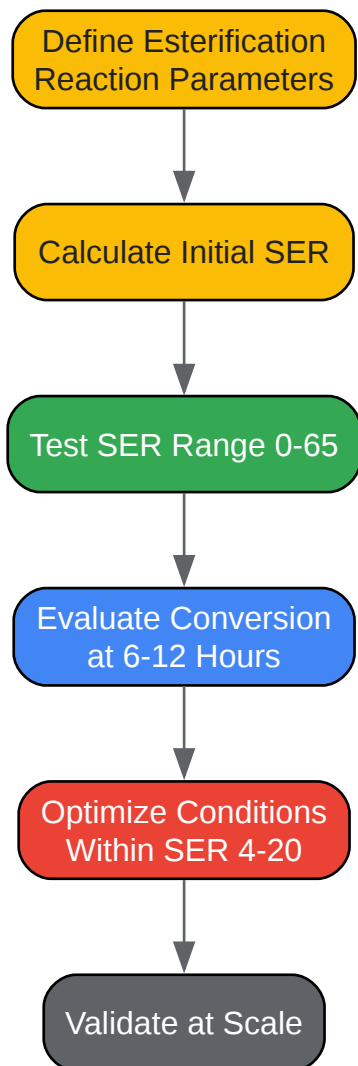 Define Esterification
Reaction Parameters
Calculate Initial SER
Test SER Range 0-65
Evaluate Conversion
at 6-12 Hours
Optimize Conditions
Within SER 4-20
Validate at Scale